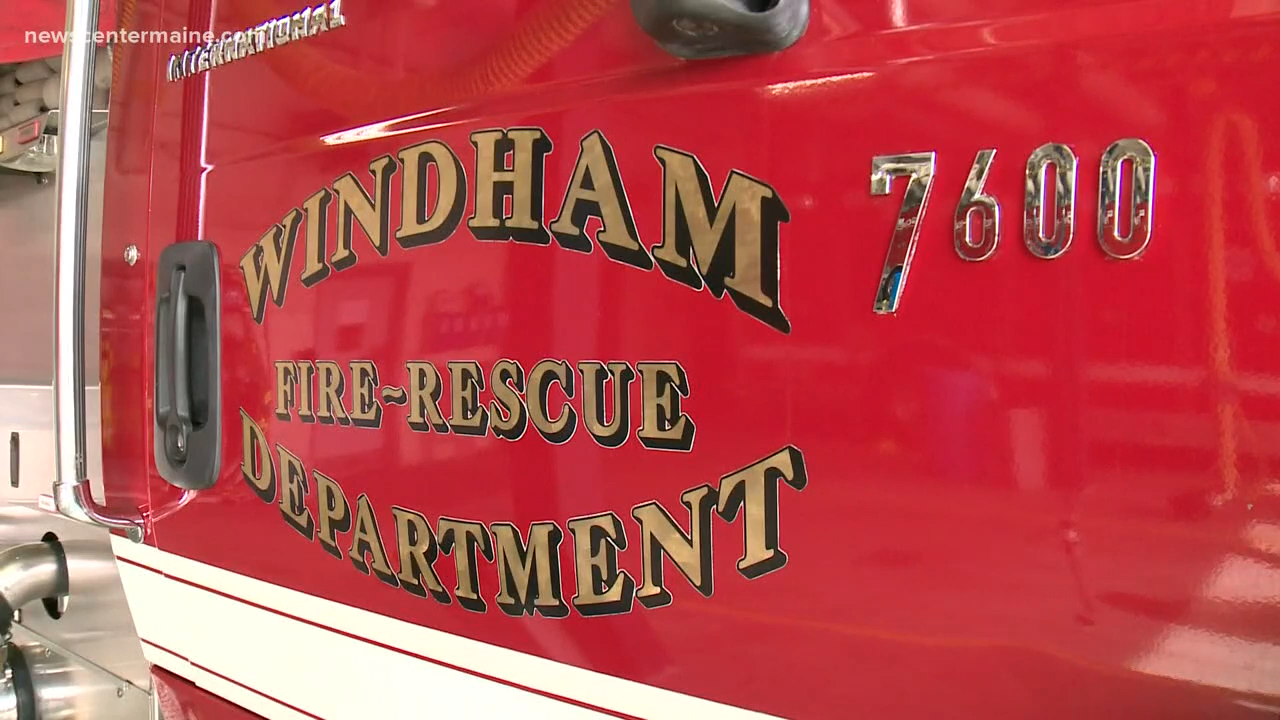 newscentermaine.com
INTERNATIONAL
WINDHAM
7600
FIRE~RESCUE
DEPARTMENT